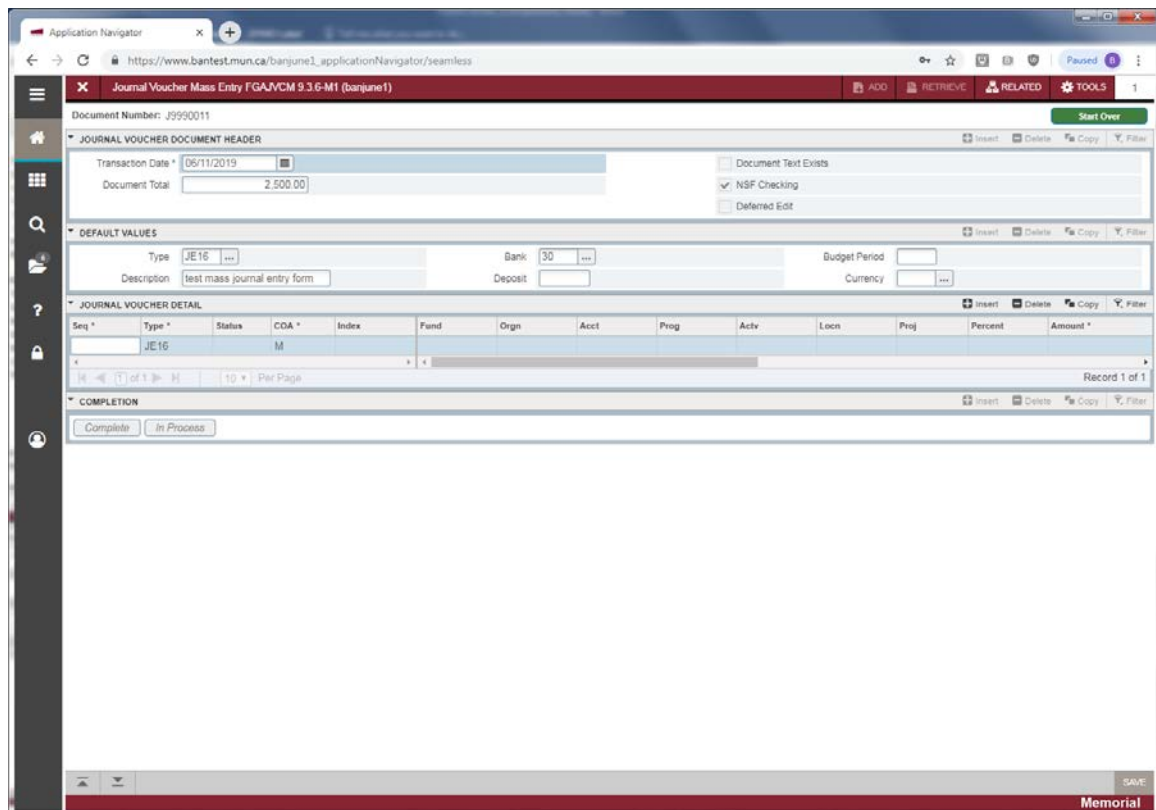 Application Navigator
https://www.bantest.mun.ca/banjune1_applicationNavigator/seamless
Paused B
Journal Voucher Mass Entry FGAJVCM 9.3.6-M1 (banjune1)
ADD RETRIEVE RELATED TOOLS 1
Document Number: J9990011 Start Over
JOURNAL VOUCHER DOCUMENT HEADER Insert Delete Copy Filter
Transaction Date * 06/11/2019 Document Text Exists
Document Total 2,500.00 NSF Checking
Deferred Edit
DEFAULT VALUES Insert Delete Copy Filter
Type JE16 ... Bank 30 ... Budget Period
Description test mass journal entry form Deposit Currency ...
JOURNAL VOUCHER DETAIL Insert Delete Copy Filter
Seq * Type * Status COA * Index Fund Orgn Acct Prog Actv Locn Proj Percent Amount *
JE16 M
1 of 1 10 Per Page Record 1 of 1
COMPLETION Insert Delete Copy Filter
Complete In Process
SAVE
Memorial